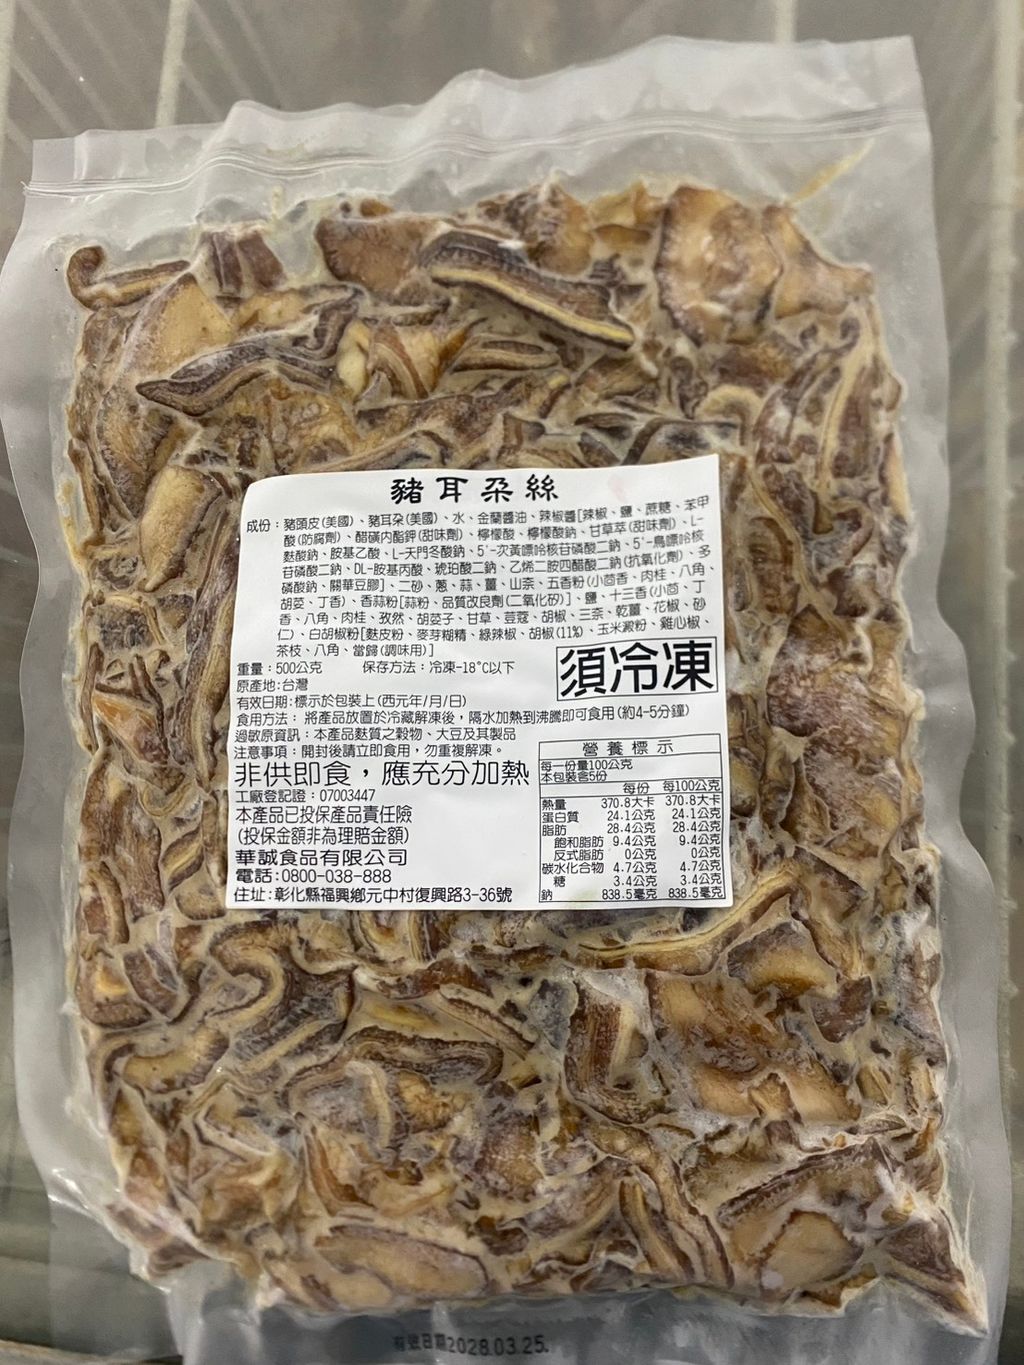 豬耳朵絲
成份：豬頭皮(美國)、豬耳朵(美國)、水、金蘭醬油、辣椒醬[辣椒、鹽、蔗糖、苯甲
酸(防腐劑)、醋磺內酯鉀(甜味劑)、檸檬酸、檸檬酸鈉、甘草萃(甜味劑)、L-
麩酸鈉、胺基乙酸、L-天門冬酸鈉、5'-次黃嘌呤核苷磷酸二鈉、5'-鳥嘌呤核
苷磷酸二鈉、DL-胺基丙酸、琥珀酸二鈉、乙烯二胺四醋酸二鈉(抗氧化劑)、多
磷酸鈉、關華豆膠]、二砂、蔥、蒜、薑、山奈、五香粉(小茴香、肉桂、八角、
胡荽、丁香)、香蒜粉[蒜粉、品質改良劑(二氧化矽)]、鹽、十三香(小茴、丁
香、八角、肉桂、孜然、胡荽子、甘草、荳蔻、胡椒、三奈、乾薑、花椒、砂
仁)、白胡椒粉[麩皮粉、麥芽糊精、綠辣椒、胡椒(11%)、玉米澱粉、雞心椒、
茶枝、八角、當歸(調味用)]
重量：500公克 保存方法：冷凍-18°C以下
須冷凍
原產地:台灣
有效日期:標示於包裝上(西元年/月/日)
食用方法： 將產品放置於冷藏解凍後，隔水加熱到沸騰即可食用(約4-5分鐘)
過敏原資訊：本產品麩質之穀物、大豆及其製品
注意事項：開封後請立即食用，勿重複解凍。
非供即食，應充分加熱
工廠登記證：07003447
本產品已投保產品責任險
(投保金額非為理賠金額)
華誠食品有限公司
電話:0800-038-888
住址:彰化縣福興鄉元中村復興路3-36號
營養標示
每一份量100公克
本包裝含5份
每份 每100公克
熱量 370.8大卡 370.8大卡
蛋白質 24.1公克 24.1公克
脂肪 28.4公克 28.4公克
飽和脂肪 9.4公克 9.4公克
反式脂肪 0公克 0公克
碳水化合物 4.7公克 4.7公克
糖 3.4公克 3.4公克
鈉 838.5毫克 838.5毫克
有效日期2028.03.25.